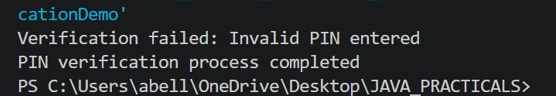 cationDemo'
Verification failed: Invalid PIN entered
PIN verification process completed
PS C:\Users\abell\OneDrive\Desktop\JAVA_PRACTICALS>